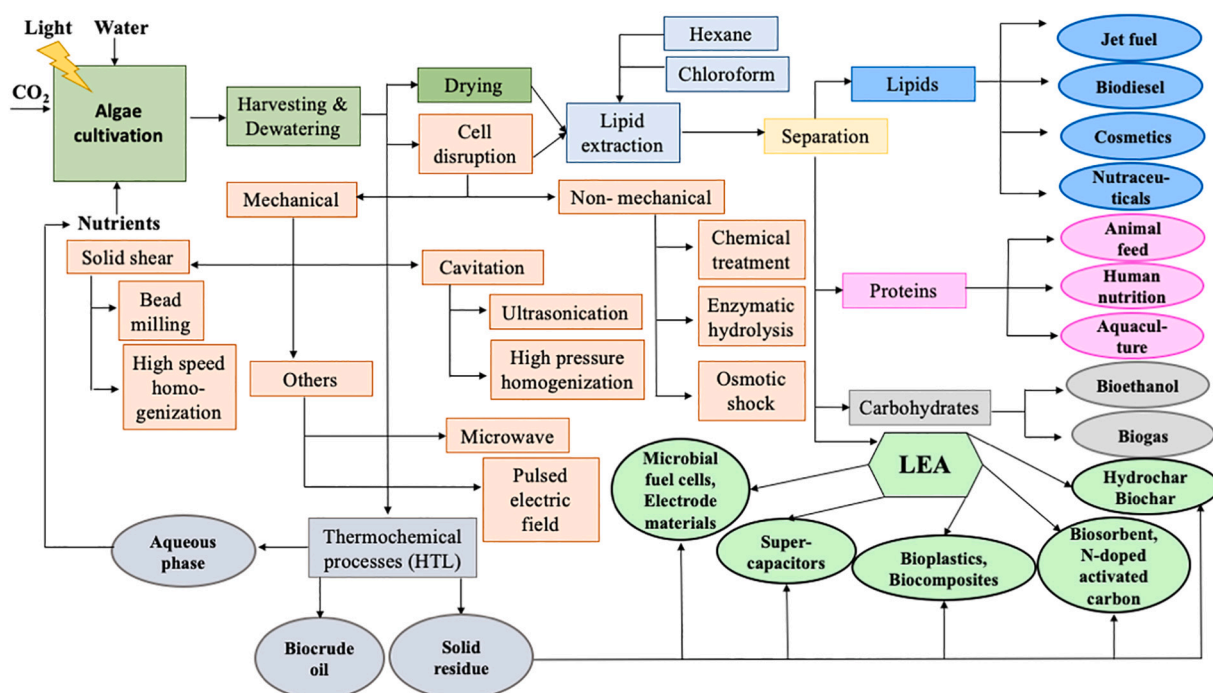 Light
Water
CO2
Algae
cultivation
Harvesting &
Dewatering
Drying
Cell
disruption
Hexane
Chloroform
Lipid
extraction
Separation
Lipids
Jet fuel
Biodiesel
Cosmetics
Nutraceu-
ticals
Nutrients
Mechanical
Non- mechanical
Solid shear
Bead
milling
High speed
homo-
genization
Cavitation
Ultrasonication
High pressure
homogenization
Others
Microwave
Pulsed
electric
field
Chemical
treatment
Enzymatic
hydrolysis
Osmotic
shock
Proteins
Animal
feed
Human
nutrition
Aquacul-
ture
Carbohydrates
Bioethanol
Biogas
LEA
Microbial
fuel cells,
Electrode
materials
Super-
capacitors
Bioplastics,
Biocomposites
Biosorbent,
N-doped
activated
carbon
Hydrochar
Biochar
Thermochemical
processes (HTL)
Aqueous
phase
Biocrude
oil
Solid
residue